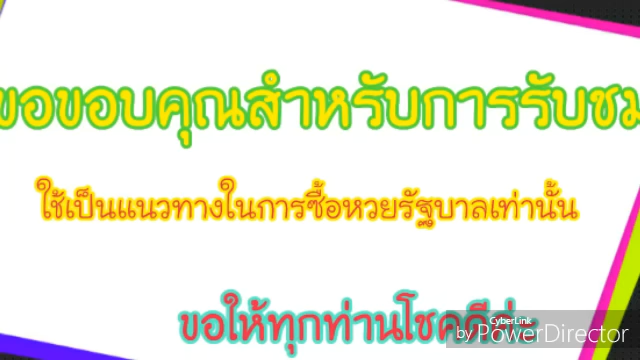 ขอขอบคุณสำหรับการรับชม
ใช้เป็นแนวทางในการซื้อหวยรัฐบาลเท่านั้น
ขอให้ทุกท่านโชคดีค่ะ
CyberLink
by PowerDirector